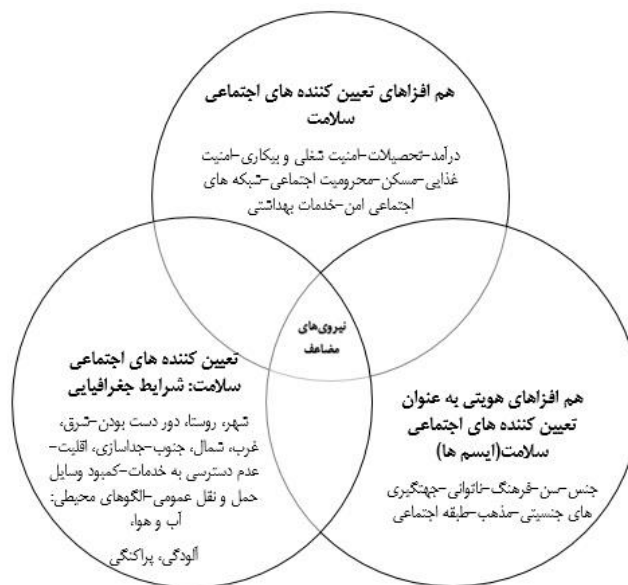 هم افزاهای تعیین کننده های اجتماعی
سلامت
درآمد-تحصیلات-امنیت شغلی و بیکاری-امنیت
غذایی-مسکن-محرومیت اجتماعی-شبکه های
اجتماعی امن-خدمات بهداشتی
نیروی‌های
مضاعف
تعیین کننده های اجتماعی
سلامت: شرایط جغرافیایی
شهر، روستا، دور دست بودن-شرق،
غرب، شمال، جنوب-جداسازی، اقلیت-
عدم دسترسی به خدمات-کمبود وسایل
حمل و نقل عمومی-الگوهای محیطی:
آب و هوا،
آلودگی، پراکنگی
هم افزاهای هویتی به عنوان
تعیین کننده های اجتماعی
سلامت(ایسم ها)
جنس-سن-فرهنگ-ناتوانی-جهتگیری
های جنسیتی-مذهب-طبقه اجتماعی